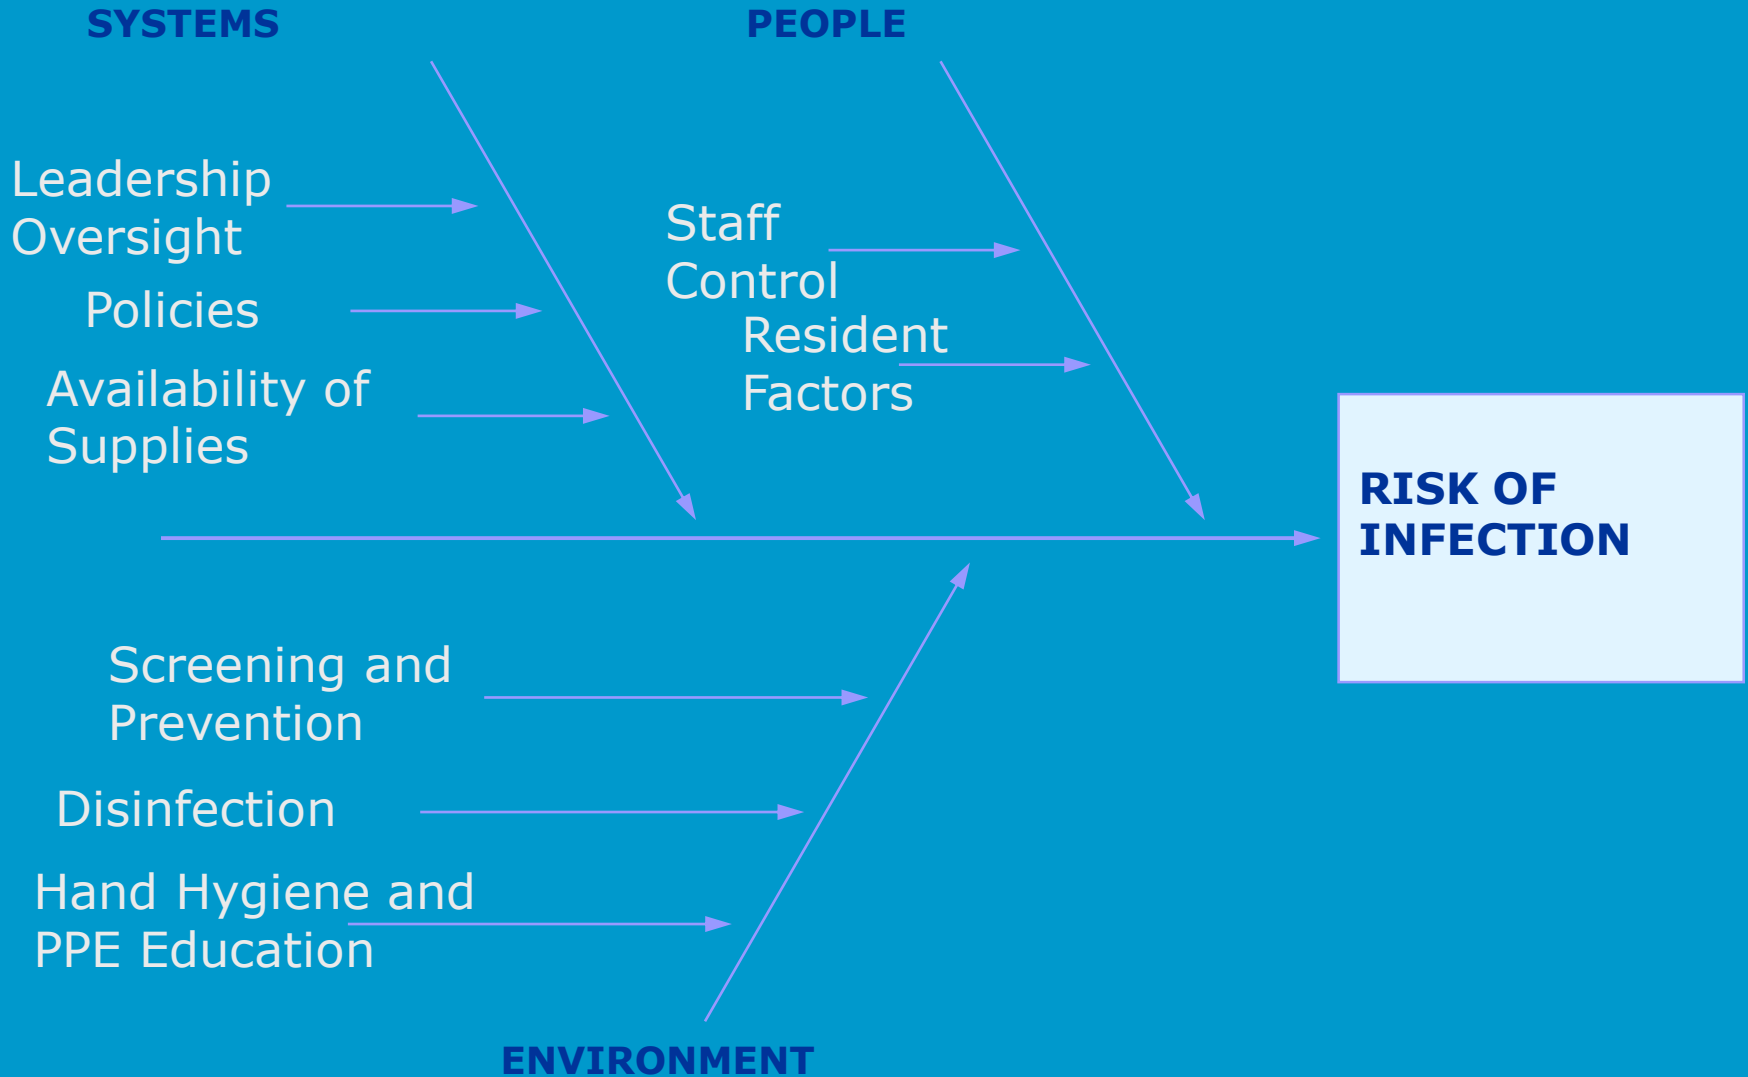 SYSTEMS
PEOPLE
Leadership
Oversight
Policies
Availability of
Supplies
Staff
Control
Resident
Factors
RISK OF
INFECTION
Screening and
Prevention
Disinfection
Hand Hygiene and
PPE Education
ENVIRONMENT